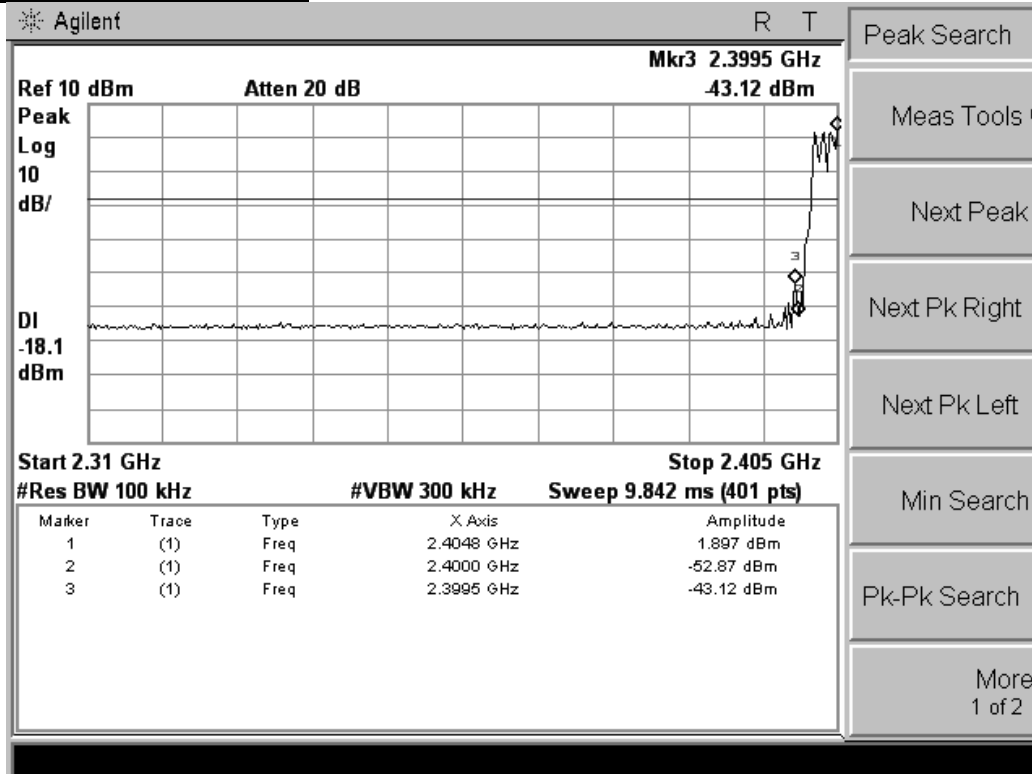 Agilent R T
Mkr3 2.3995 GHz
Ref 10 dBm Atten 20 dB -43.12 dBm
Peak
Log
10
dB/
3
DI
-18.1
dBm
Start 2.31 GHz Stop 2.405 GHz
#Res BW 100 kHz #VBW 300 kHz Sweep 9.842 ms (401 pts)
Marker Trace Type X Axis Amplitude
1 (1) Freq 2.4048 GHz 1.897 dBm
2 (1) Freq 2.4000 GHz -52.87 dBm
3 (1) Freq 2.3995 GHz -43.12 dBm
Peak Search
Meas Tools
Next Peak
Next Pk Right
Next Pk Left
Min Search
Pk-Pk Search
More
1 of 2